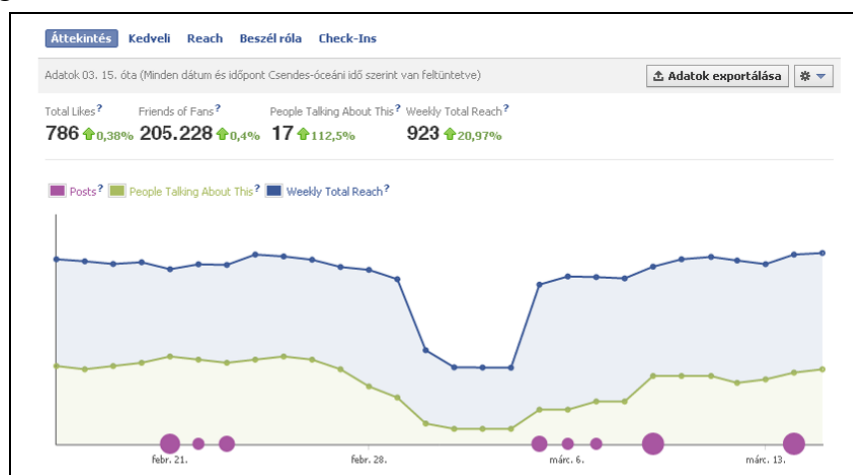 Áttekintés Kedveli Reach Beszél róla Check-Ins
Adatok 03. 15. óta (Minden dátum és időpont Csendes-óceáni idő szerint van feltüntetve) Adatok exportálása
Total Likes? Friends of Fans? People Talking About This? Weekly Total Reach?
786 0,38% 205.228 0,4% 17 112,5% 923 20,97%
Posts? People Talking About This? Weekly Total Reach?
febr. 21. febr. 28. márc. 6. márc. 13.